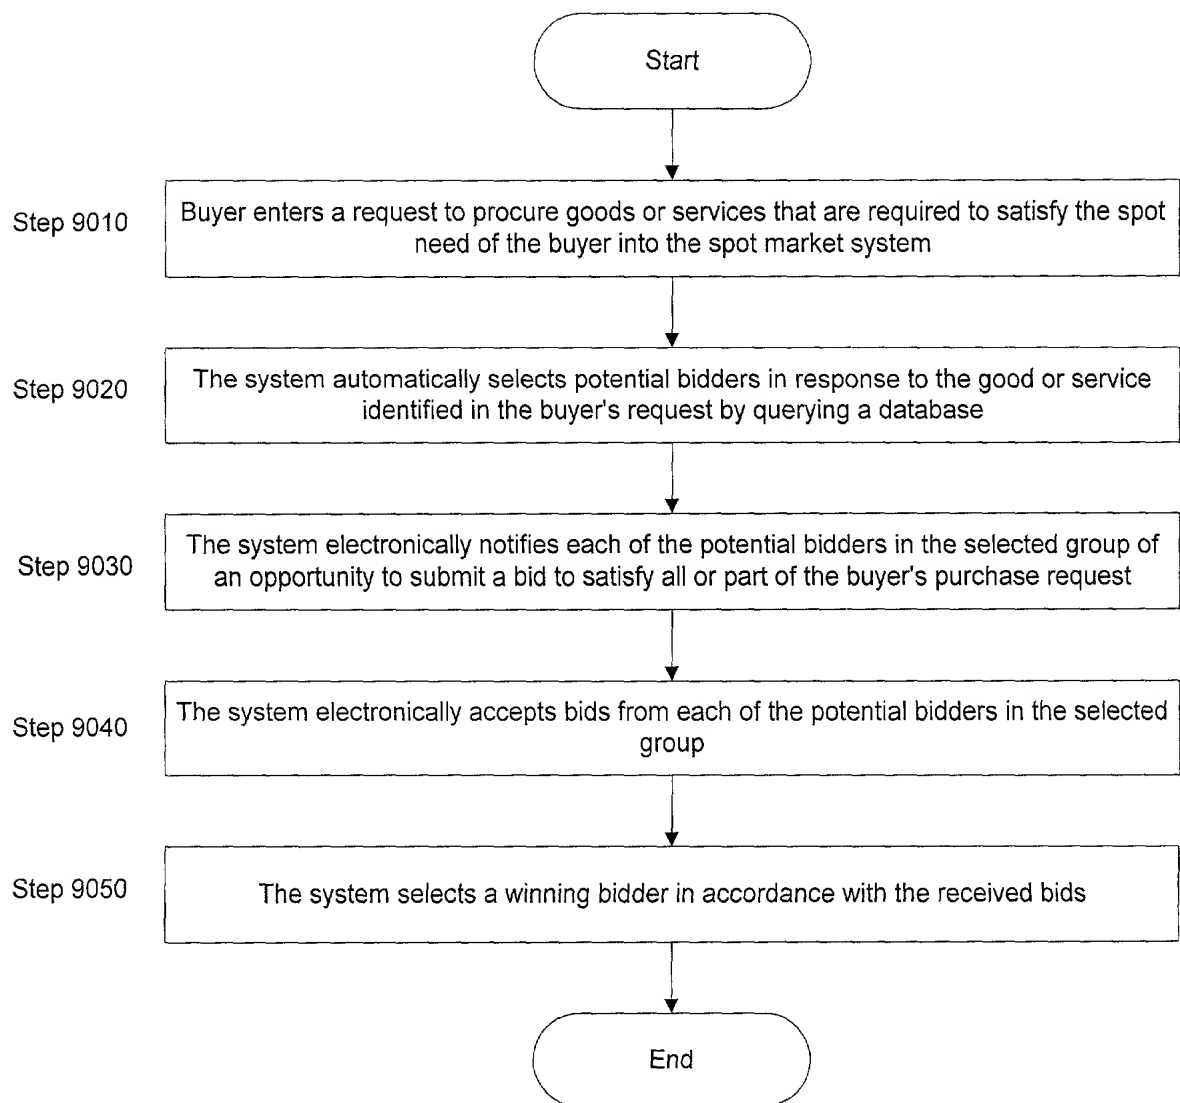 Start
Step 9010
Buyer enters a request to procure goods or services that are required to satisfy the spot
need of the buyer into the spot market system
Step 9020
The system automatically selects potential bidders in response to the good or service
identified in the buyer's request by querying a database
Step 9030
The system electronically notifies each of the potential bidders in the selected group of
an opportunity to submit a bid to satisfy all or part of the buyer's purchase request
Step 9040
The system electronically accepts bids from each of the potential bidders in the selected
group
Step 9050
The system selects a winning bidder in accordance with the received bids
End